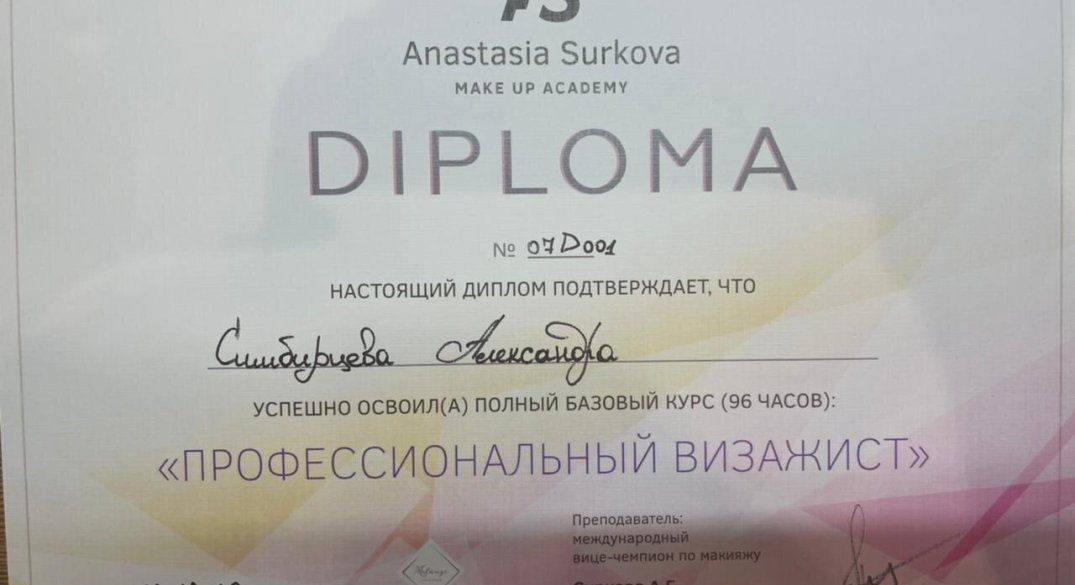 AS
Anastasia Surkova
MAKE UP ACADEMY
DIPLOMA
№ 07D001
НАСТОЯЩИЙ ДИПЛОМ ПОДТВЕРЖДАЕТ, ЧТО
Симбирцева Александра
УСПЕШНО ОСВОИЛ(А) ПОЛНЫЙ БАЗОВЫЙ КУРС (96 ЧАСОВ):
«ПРОФЕССИОНАЛЬНЫЙ ВИЗАЖИСТ»
Преподаватель:
международный
вице-чемпион по макияжу